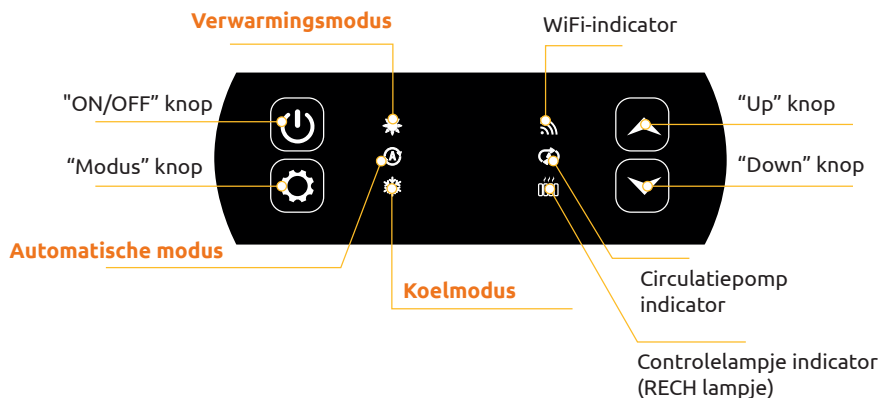 Verwarmingsmodus
WiFi-indicator
"ON/OFF” knop
“Up” knop
“Modus” knop
“Down” knop
A
Automatische modus
Koelmodus
Circulatiepomp
indicator
Controlelampje indicator
(RECH lampje)